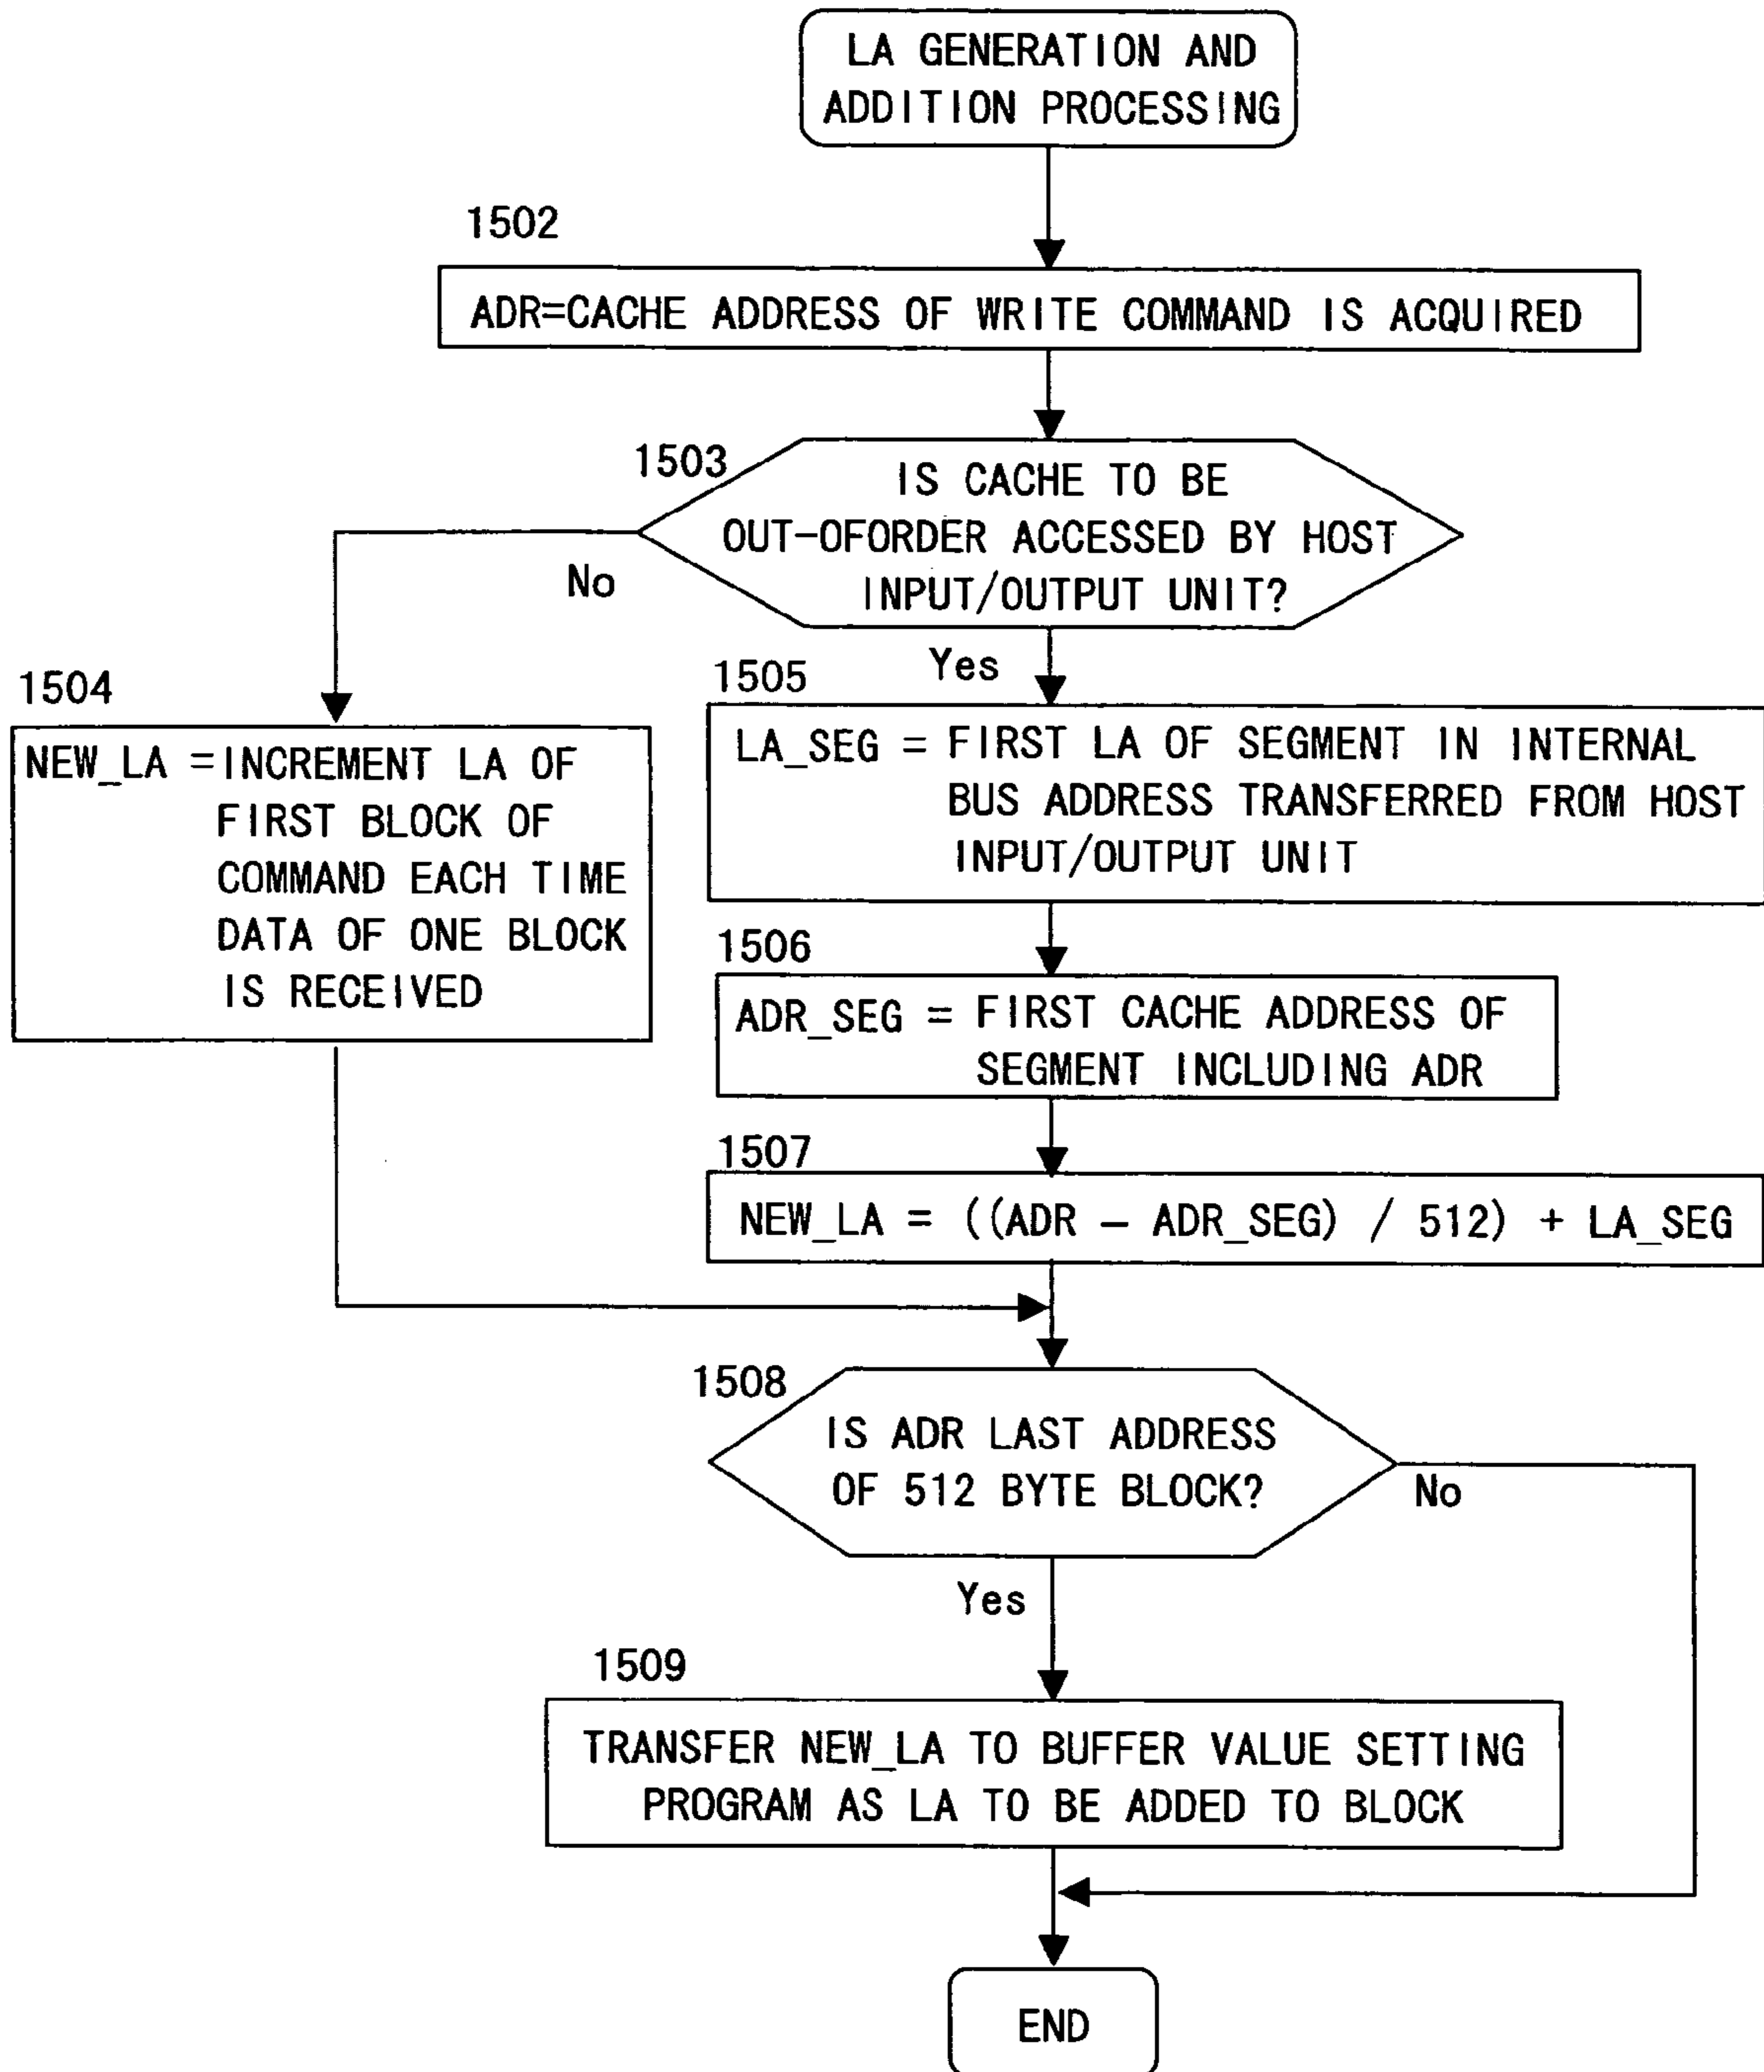 LA GENERATION AND
ADDITION PROCESSING
1502
ADR=CACHE ADDRESS OF WRITE COMMAND IS ACQUIRED
1503
IS CACHE TO BE
OUT-OFORDER ACCESSED BY HOST
INPUT/OUTPUT UNIT?
No
Yes
1504
NEW_LA = INCREMENT LA OF
FIRST BLOCK OF
COMMAND EACH TIME
DATA OF ONE BLOCK
IS RECEIVED
1505
LA_SEG = FIRST LA OF SEGMENT IN INTERNAL
BUS ADDRESS TRANSFERRED FROM HOST
INPUT/OUTPUT UNIT
1506
ADR_SEG = FIRST CACHE ADDRESS OF
SEGMENT INCLUDING ADR
1507
NEW_LA = ((ADR - ADR_SEG) / 512) + LA_SEG
1508
IS ADR LAST ADDRESS
OF 512 BYTE BLOCK?
No
Yes
1509
TRANSFER NEW_LA TO BUFFER VALUE SETTING
PROGRAM AS LA TO BE ADDED TO BLOCK
END